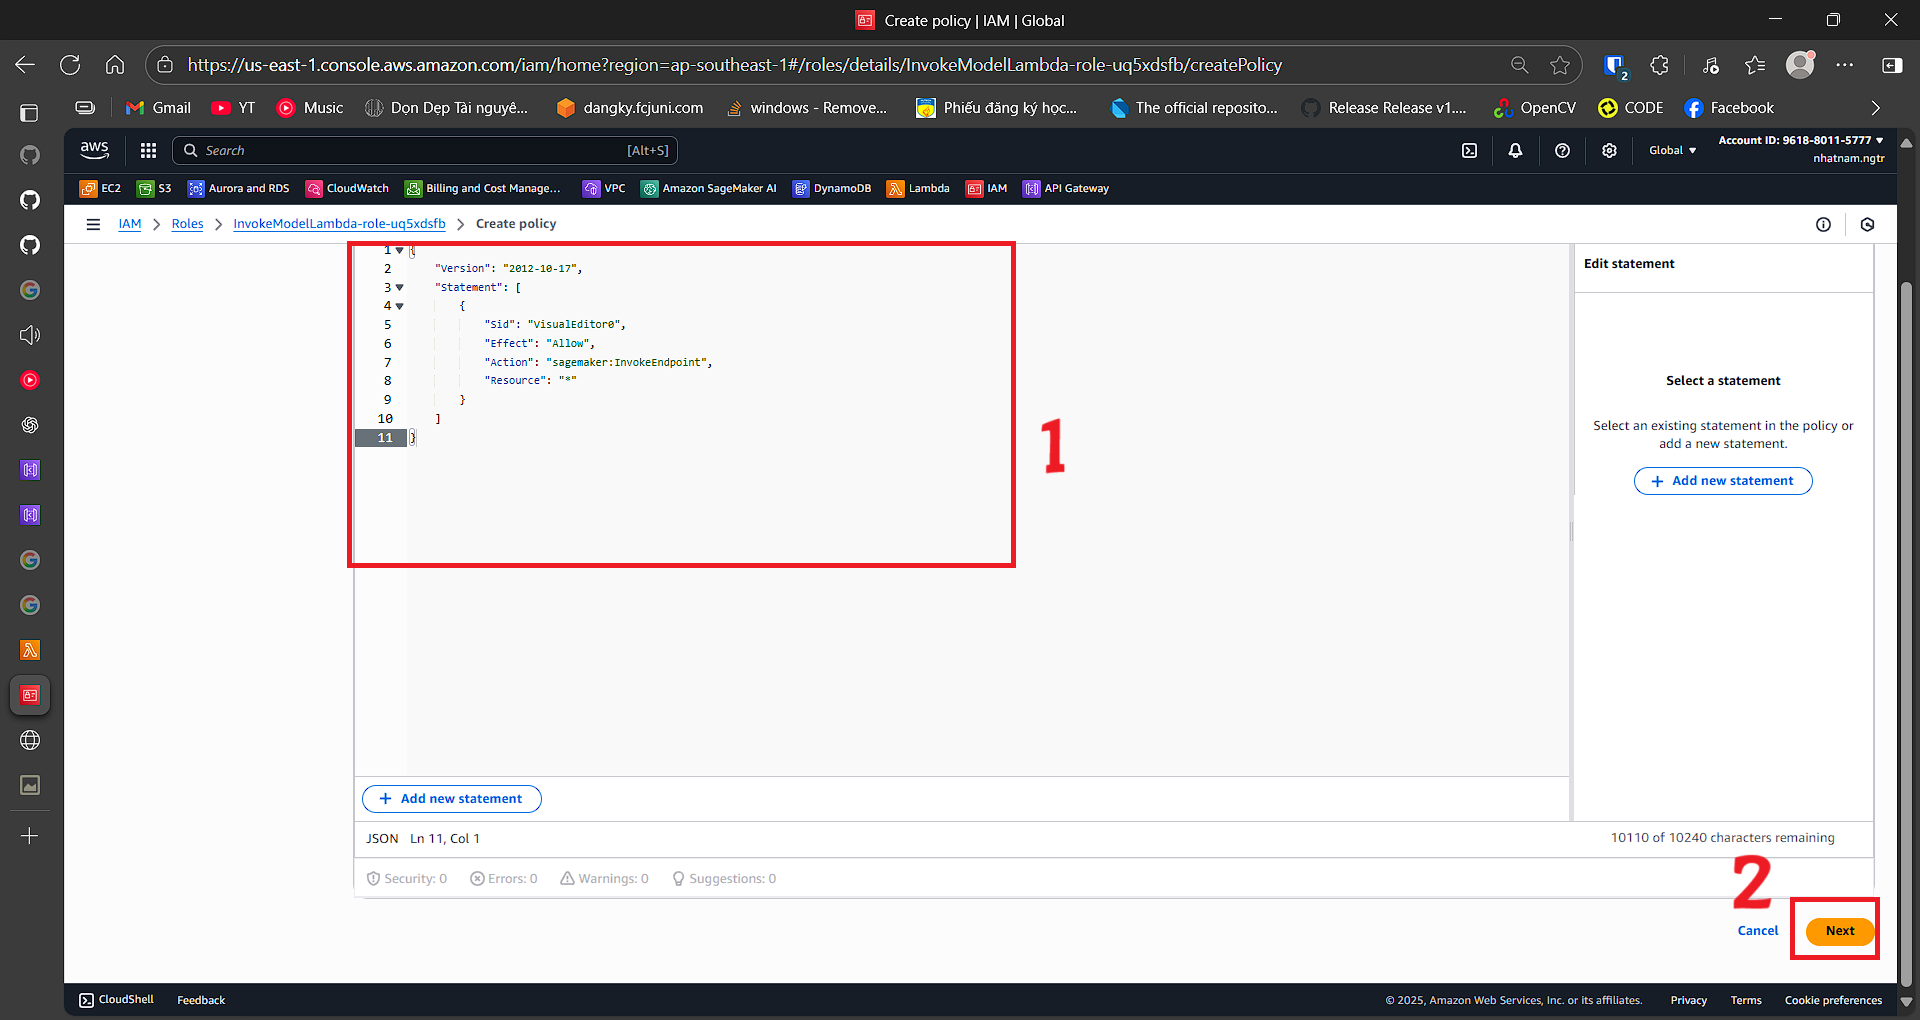 Create policy | IAM | Global
https://us-east-1.console.aws.amazon.com/iam/home?region=ap-southeast-1#/roles/details/InvokeModelLambda-role-uq5xdsfb/createPolicy
2
Gmail
YT
Music
Dọn Dẹp Tài nguyê...
dangky.fcjuni.com
windows - Remove...
Phiếu đăng ký học...
The official reposito...
Release Release v1....
OpenCV
CODE
Facebook
aws
Search
[Alt+S]
Global
Account ID: 9618-8011-5777
nhatnam.ngtr
EC2
S3
Aurora and RDS
CloudWatch
Billing and Cost Manage...
VPC
Amazon SageMaker AI
DynamoDB
Lambda
IAM
API Gateway
IAM
Roles
InvokeModelLambda-role-uq5xdsfb
Create policy
1 {
2 "Version": "2012-10-17",
3 "Statement": [
4 {
5 "Sid": "VisualEditor0",
6 "Effect": "Allow",
7 "Action": "sagemaker:InvokeEndpoint",
8 "Resource": "*"
9 }
10 ]
11 }
1
Edit statement
Select a statement
Select an existing statement in the policy or
add a new statement.
+ Add new statement
+ Add new statement
JSON Ln 11, Col 1
10110 of 10240 characters remaining
Security: 0
Errors: 0
Warnings: 0
Suggestions: 0
2
Cancel
Next
CloudShell
Feedback
© 2025, Amazon Web Services, Inc. or its affiliates.
Privacy
Terms
Cookie preferences